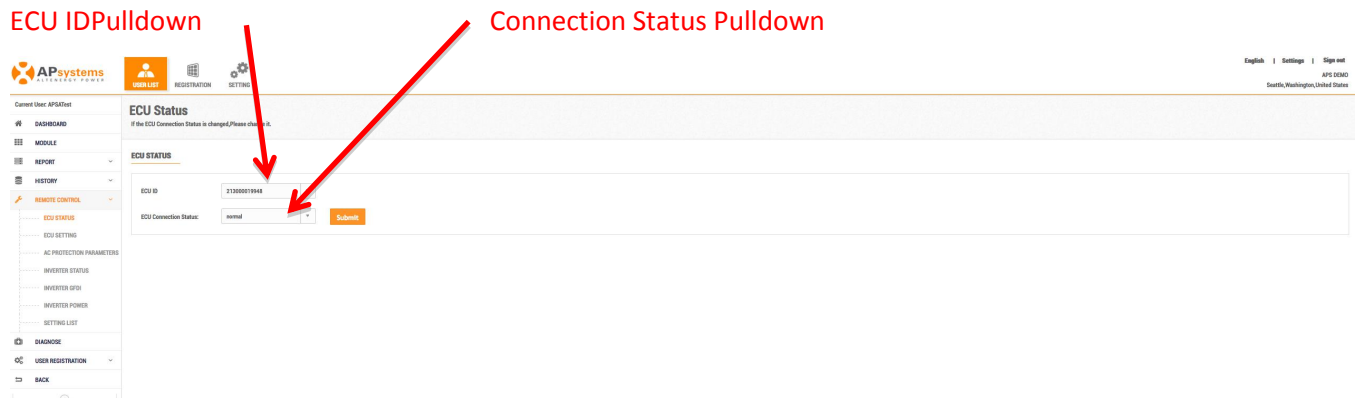 ECU IDPulldown
Connection Status Pulldown
APsystems
ALTENERGY POWER
USER LIST
REGISTRATION
SETTING
English | Settings | Sign out
APS DEMO
Seattle,Washington,United States
Current User: APSATest
DASHBOARD
MODULE
REPORT
HISTORY
REMOTE CONTROL
ECU STATUS
ECU SETTING
AC PROTECTION PARAMETERS
INVERTER STATUS
INVERTER GFDI
INVERTER POWER
SETTING LIST
DIAGNOSE
USER REGISTRATION
BACK
ECU Status
If the ECU Connection Status is changed,Please change it.
ECU STATUS
ECU ID
213000019948
ECU Connection Status:
normal
Submit